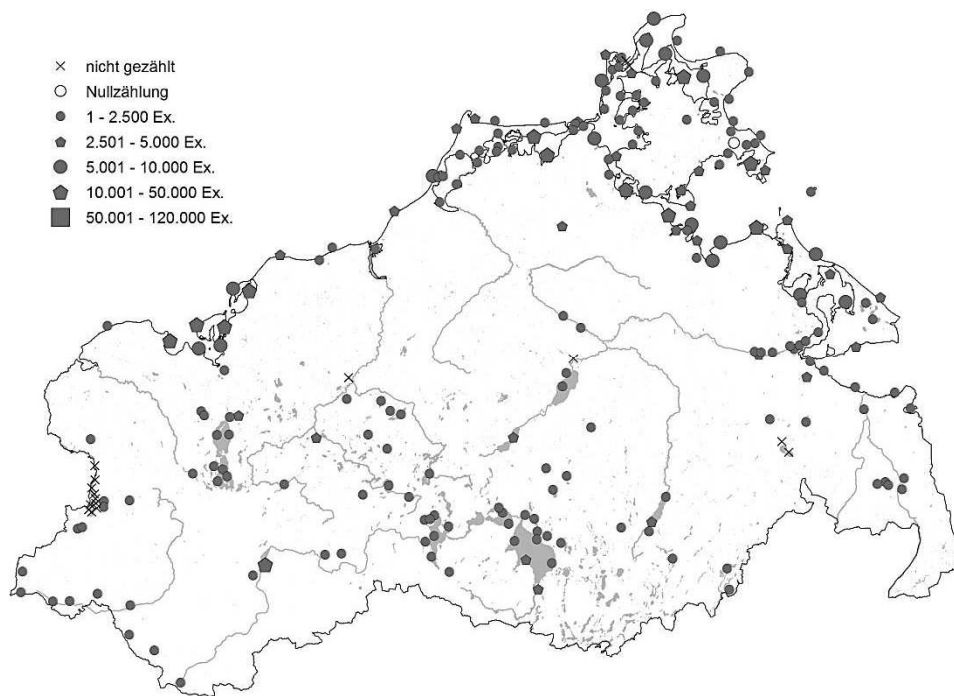 nicht gezählt
Nullzählung
1 - 2.500 Ex.
2.501 - 5.000 Ex.
5.001 - 10.000 Ex.
10.001 - 50.000 Ex.
50.001 - 120.000 Ex.